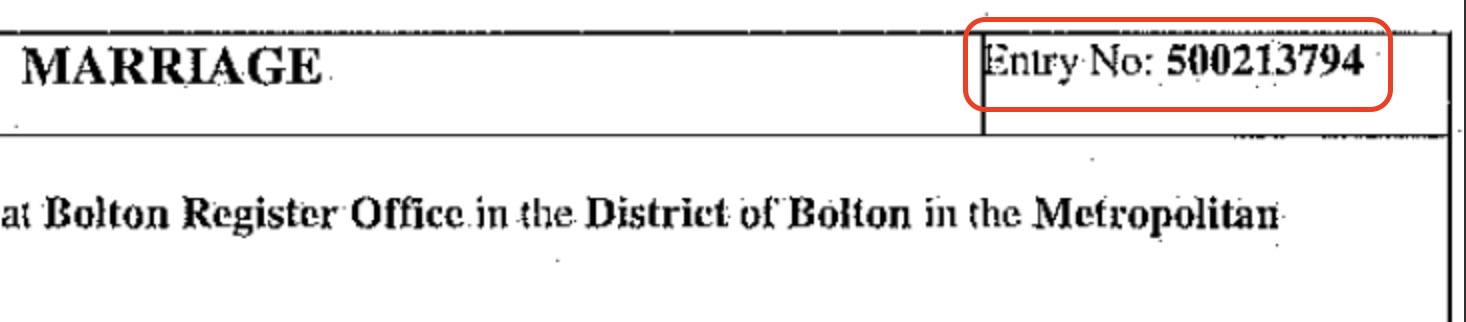 MARRIAGE
Entry No: 500213794
at Bolton Register Office in the District of Bolton in the Metropolitan